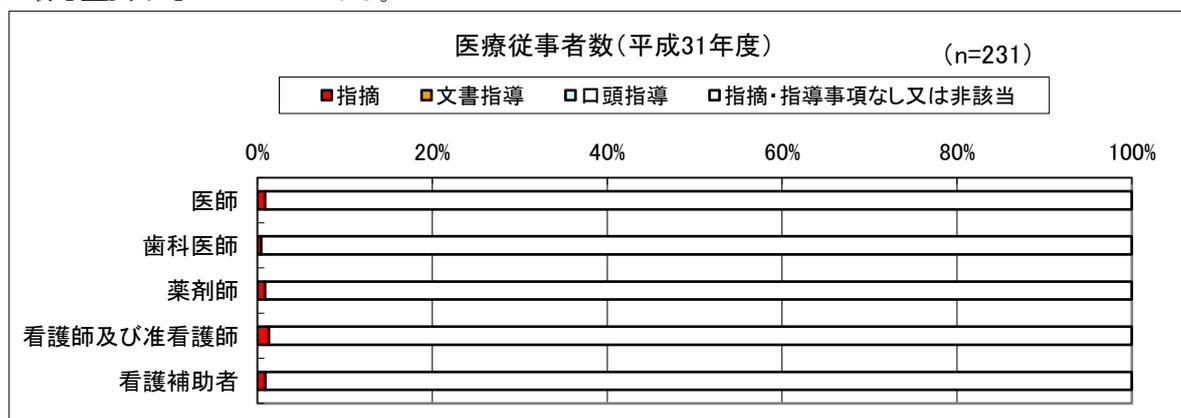 医療従事者数(平成31年度)
(n=231)
指摘 文書指導 口頭指導 指摘・指導事項なし又は非該当
0% 20% 40% 60% 80% 100%
医師
歯科医師
薬剤師
看護師及び准看護師
看護補助者